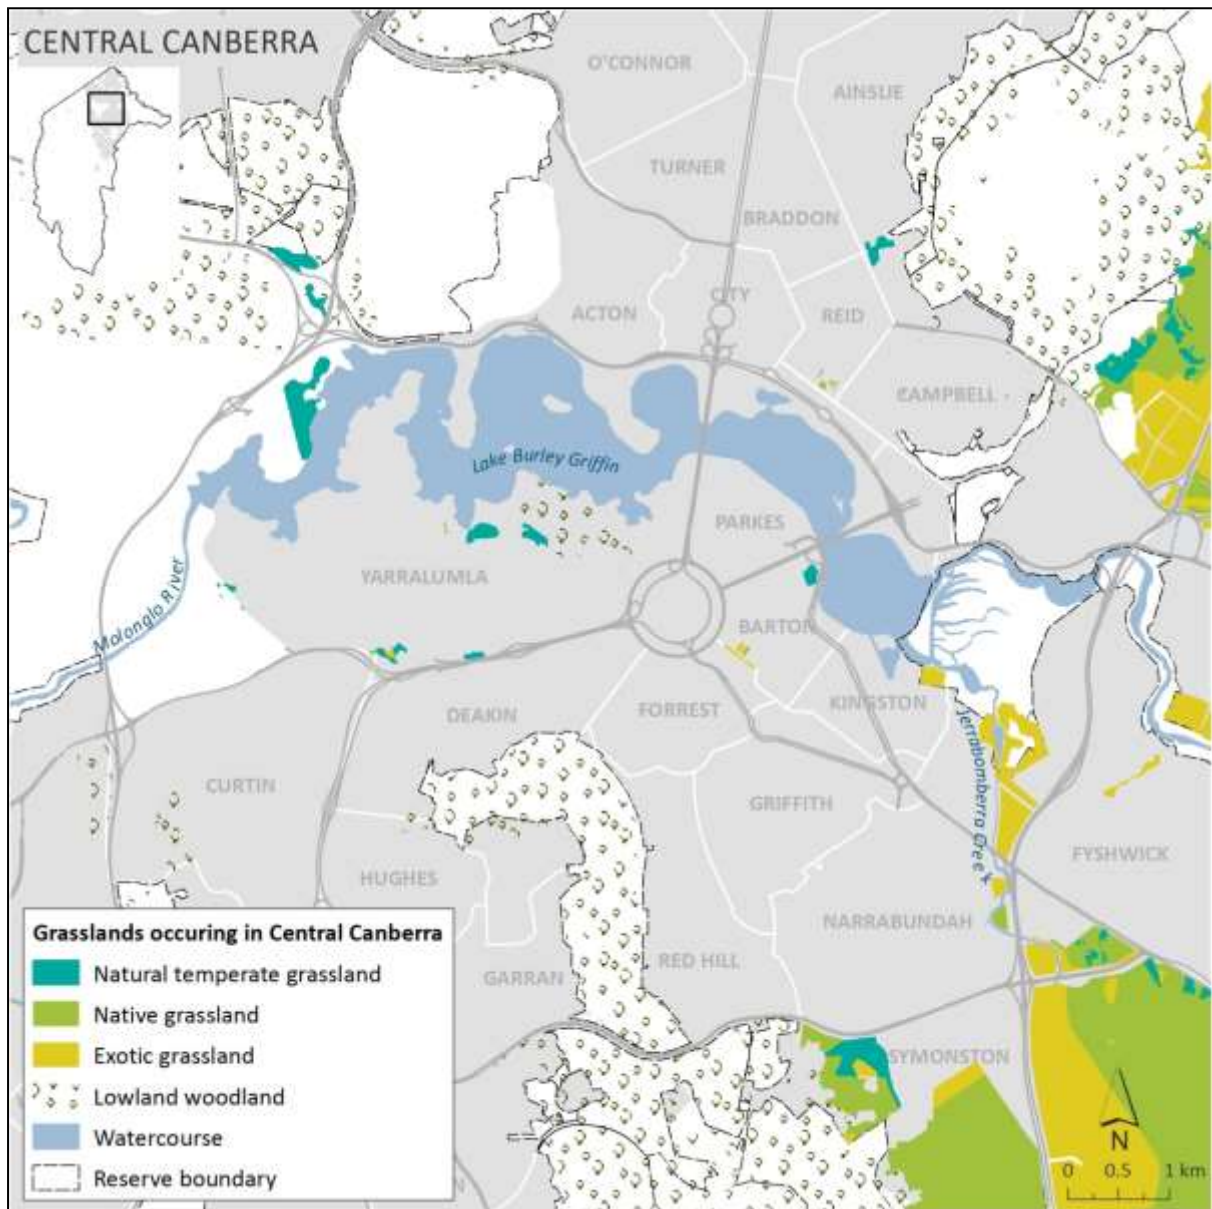 CENTRAL CANBERRA
O'CONNOR
AINSLIE
TURNER
BRADDON
CITY
ACTON
REID
CAMPBELL
Lake Burley Griffin
PARKES
YARRALUMLA
Molonglo River
BARTON
KINGSTON
DEAKIN
FORREST
Jerrabomberra Creek
CURTIN
GRIFFITH
FYSHWICK
HUGHES
NARRABUNDAH
GARRAN
RED HILL
SYMONSTON
Grasslands occuring in Central Canberra
Natural temperate grassland
Native grassland
Exotic grassland
Lowland woodland
Watercourse
Reserve boundary
N
0 0.5 1 km